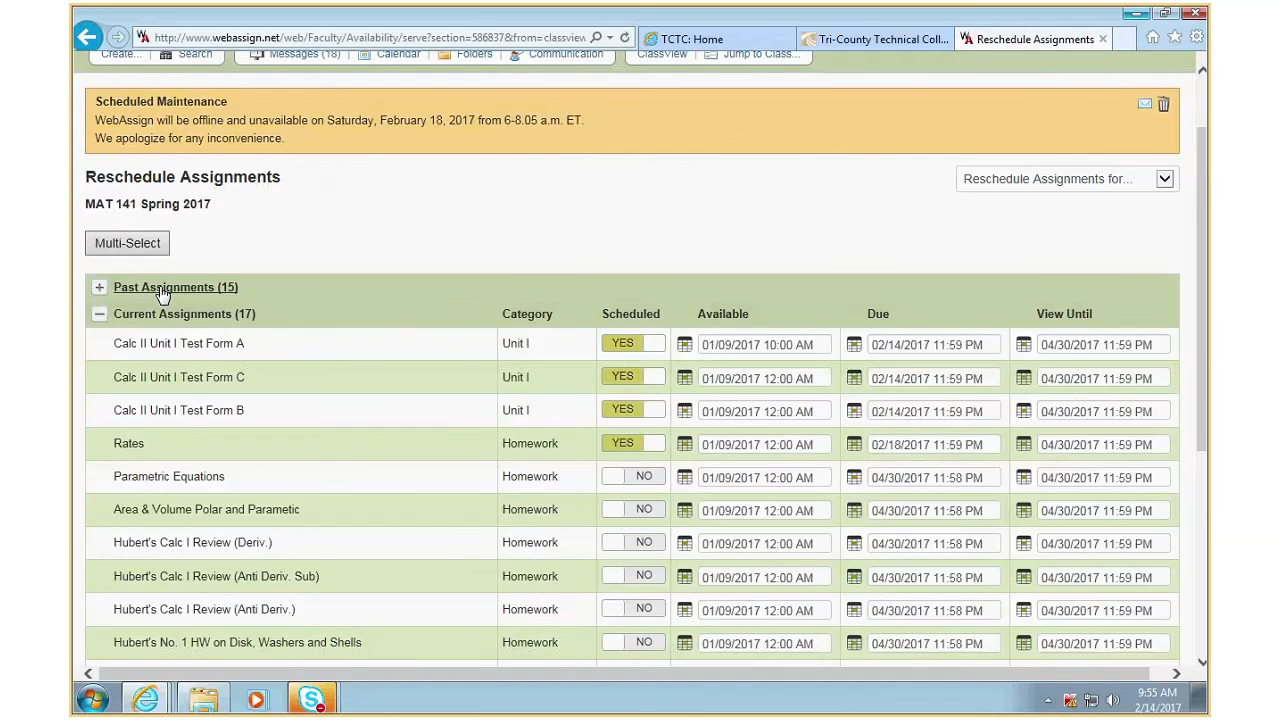 http://www.webassign.net/web/Faculty/Availability/serve?section=586837&from=classview
TCTC: Home
Tri-County Technical Coll...
Reschedule Assignments
Create...
Search
Messages (18)
Calendar
Folders
Communication
ClassView
Jump to Class...
Scheduled Maintenance
WebAssign will be offline and unavailable on Saturday, February 18, 2017 from 6-8.05 a.m. ET.
We apologize for any inconvenience.
Reschedule Assignments
Reschedule Assignments for...
MAT 141 Spring 2017
Multi-Select
Past Assignments (15)
Current Assignments (17) Category Scheduled Available Due View Until
Calc II Unit I Test Form A Unit I YES 01/09/2017 10:00 AM 02/14/2017 11:59 PM 04/30/2017 11:59 PM
Calc II Unit I Test Form C Unit I YES 01/09/2017 12:00 AM 02/14/2017 11:59 PM 04/30/2017 11:59 PM
Calc II Unit I Test Form B Unit I YES 01/09/2017 12:00 AM 02/14/2017 11:59 PM 04/30/2017 11:59 PM
Rates Homework YES 01/09/2017 12:00 AM 02/18/2017 11:59 PM 04/30/2017 11:59 PM
Parametric Equations Homework NO 01/09/2017 12:00 AM 04/30/2017 11:59 PM 04/30/2017 11:59 PM
Area & Volume Polar and Parametic Homework NO 01/09/2017 12:00 AM 04/30/2017 11:58 PM 04/30/2017 11:59 PM
Hubert's Calc I Review (Deriv.) Homework NO 01/09/2017 12:00 AM 04/30/2017 11:58 PM 04/30/2017 11:59 PM
Hubert's Calc I Review (Anti Deriv. Sub) Homework NO 01/09/2017 12:00 AM 04/30/2017 11:58 PM 04/30/2017 11:59 PM
Hubert's Calc I Review (Anti Deriv.) Homework NO 01/09/2017 12:00 AM 04/30/2017 11:58 PM 04/30/2017 11:59 PM
Hubert's No. 1 HW on Disk, Washers and Shells Homework NO 01/09/2017 12:00 AM 04/30/2017 11:58 PM 04/30/2017 11:59 PM
9:55 AM
2/14/2017